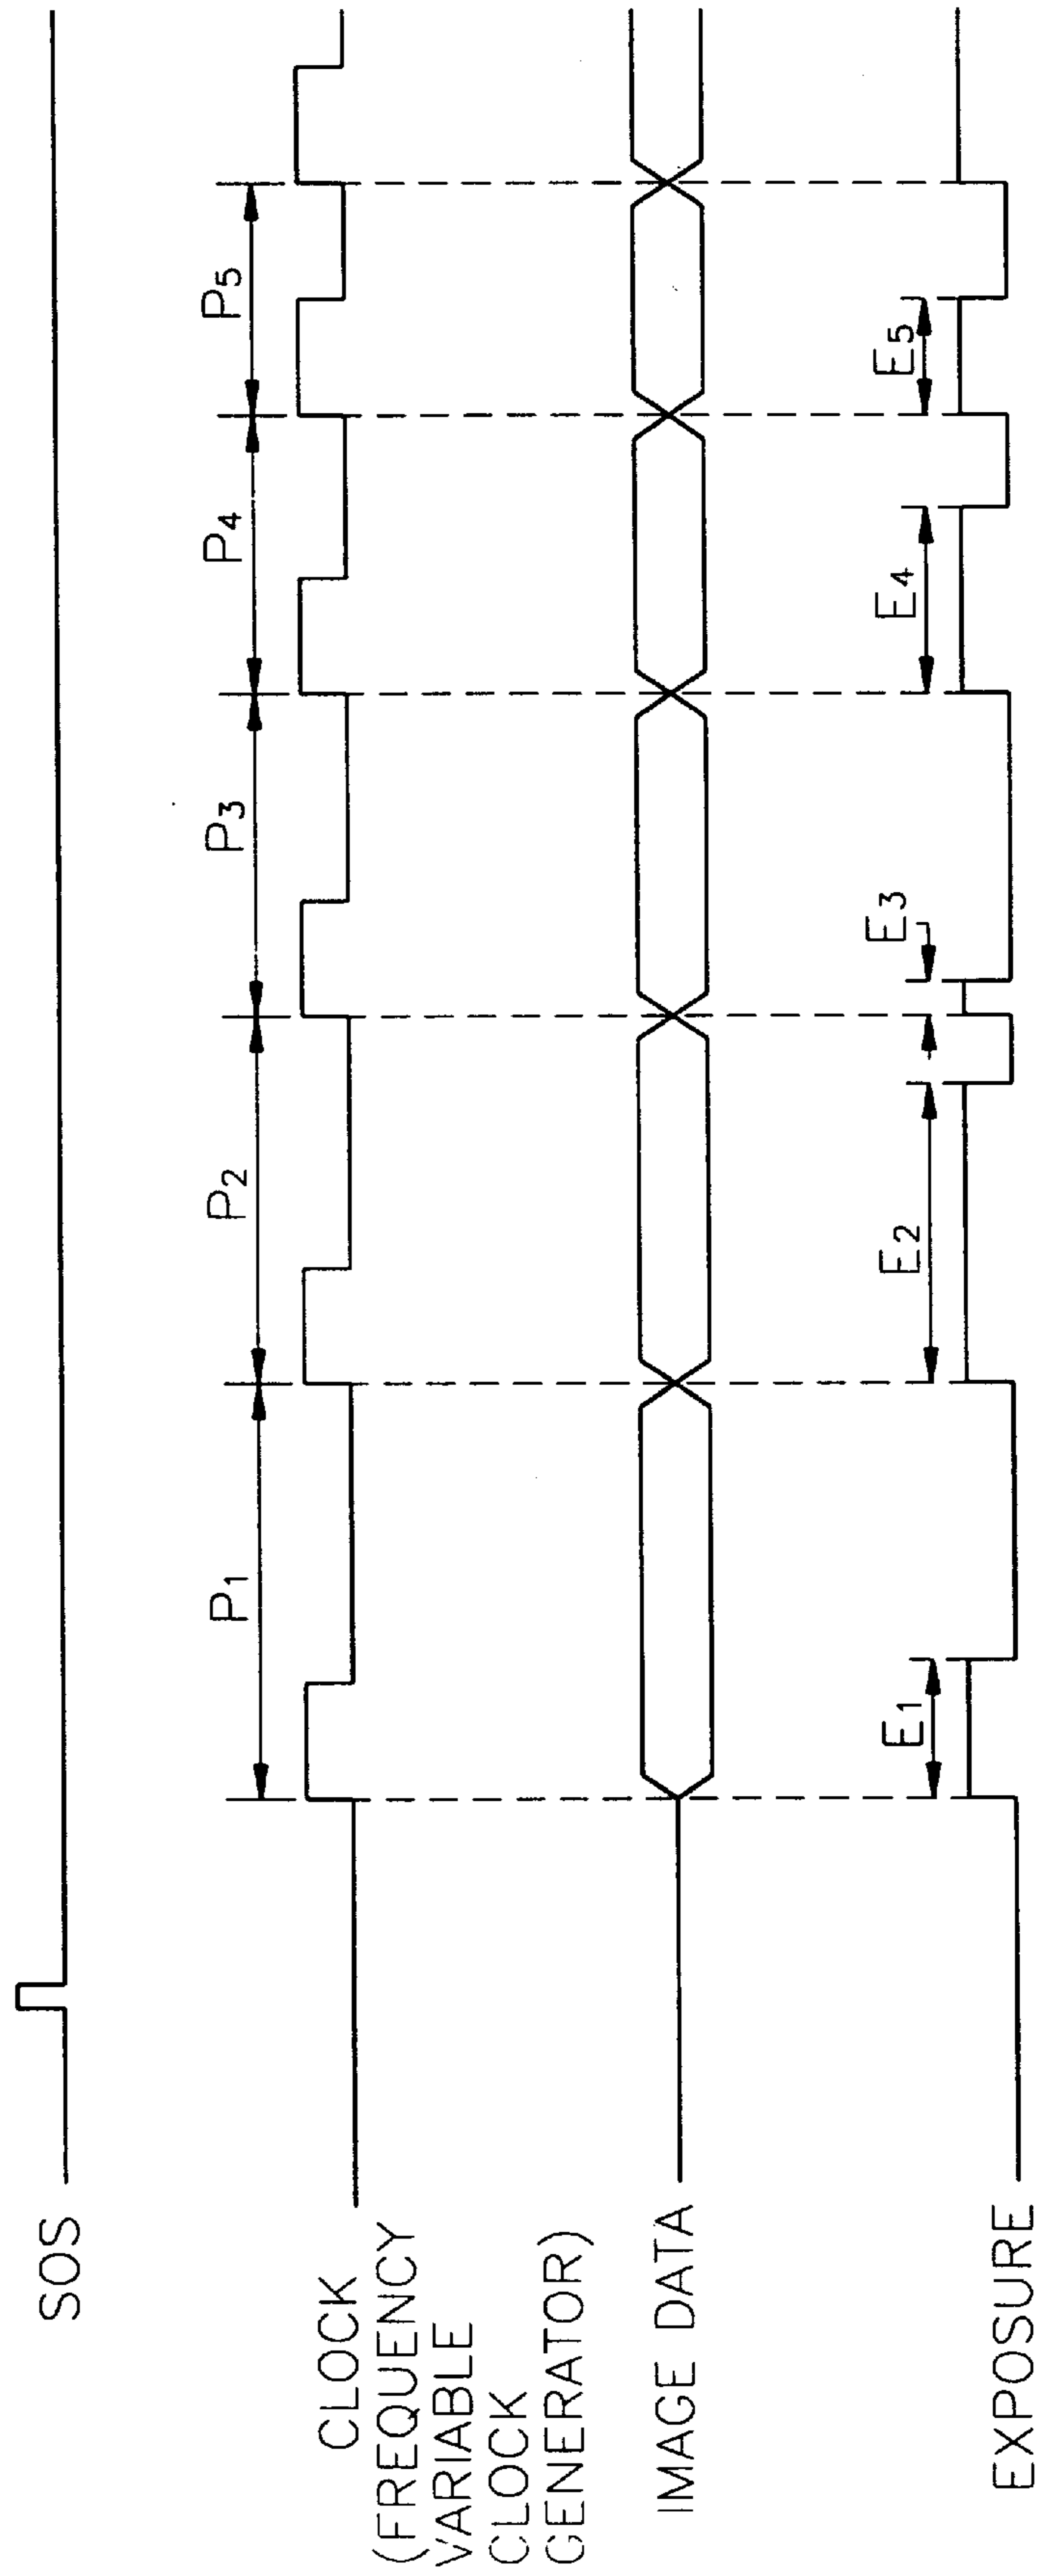 SOS
CLOCK
(FREQUENCY
VARIABLE
CLOCK
GENERATOR)
P1
P2
P3
P4
P5
IMAGE DATA
EXPOSURE
E1
E2
E3
E4
E5